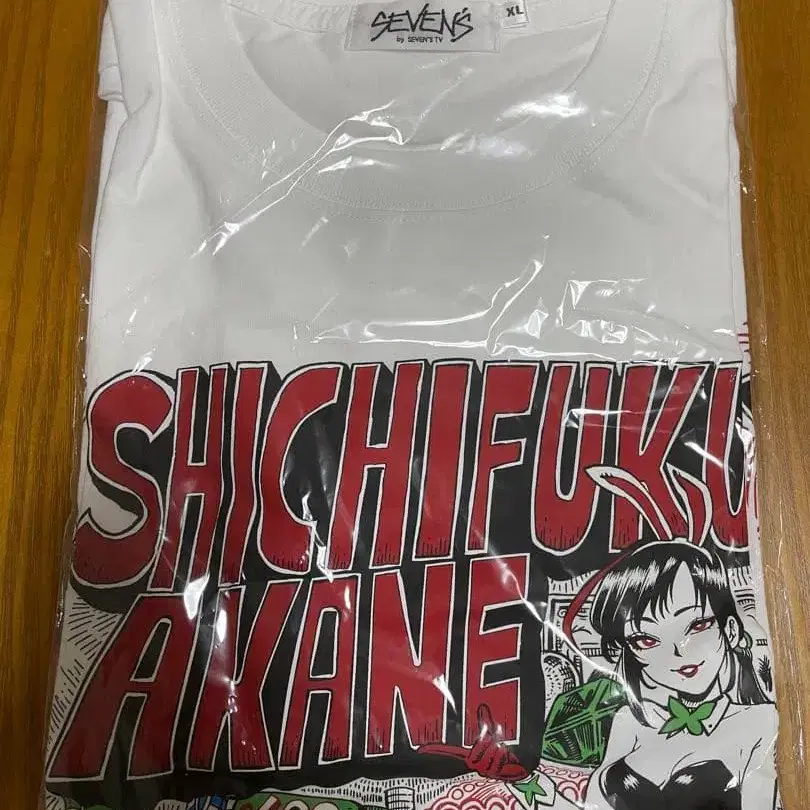 SEVEN'S
by SEVEN'S TV
XL
SHICHIFUKU
AKANE